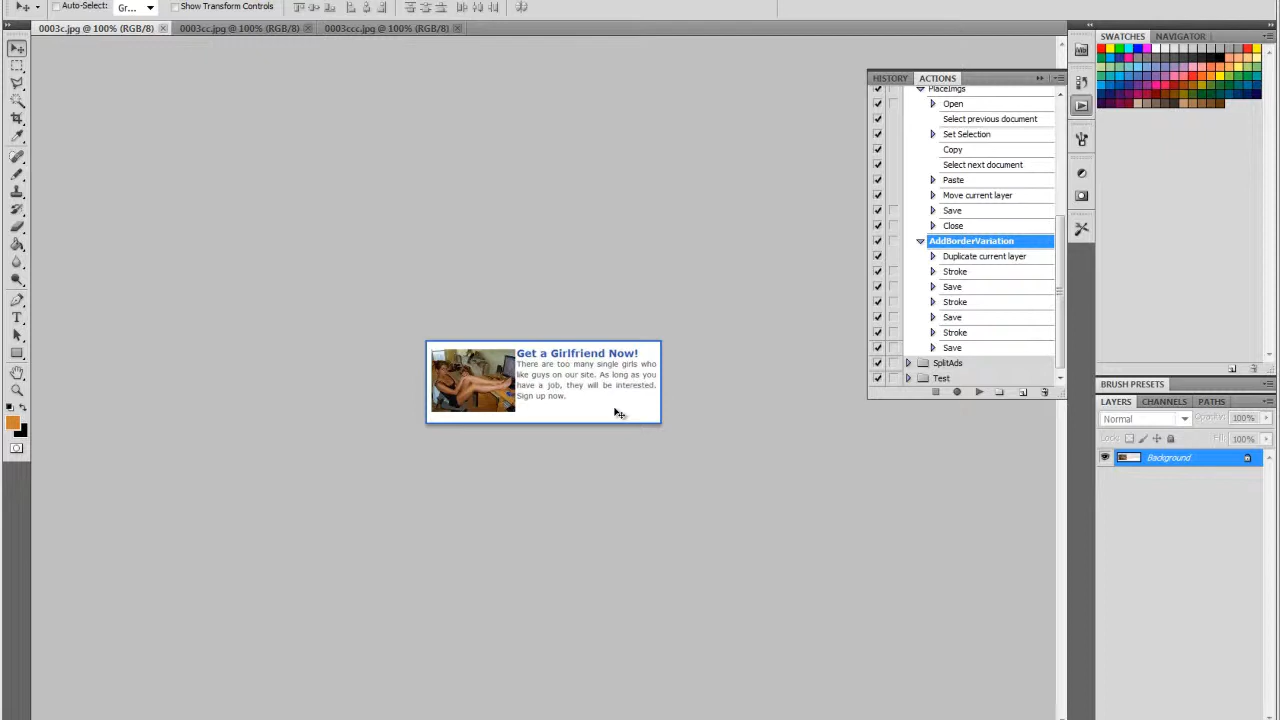 Auto-Select:
Gr...
Show Transform Controls
0003c.jpg @ 100% (RGB/8)
0003cc.jpg @ 100% (RGB/8)
0003ccc.jpg @ 100% (RGB/8)
SWATCHES
NAVIGATOR
HISTORY
ACTIONS
PlaceImgs
Open
Select previous document
Set Selection
Copy
Select next document
Paste
Move current layer
Save
Close
AddBorderVariation
Duplicate current layer
Stroke
Save
Stroke
Save
Stroke
Save
SplitAds
Test
Get a Girlfriend Now!
There are too many single girls who
like guys on our site. As long as you
have a job, they will be interested.
Sign up now.
BRUSH PRESETS
LAYERS
CHANNELS
PATHS
Normal
Opacity: 100%
Lock:
Fill: 100%
Background